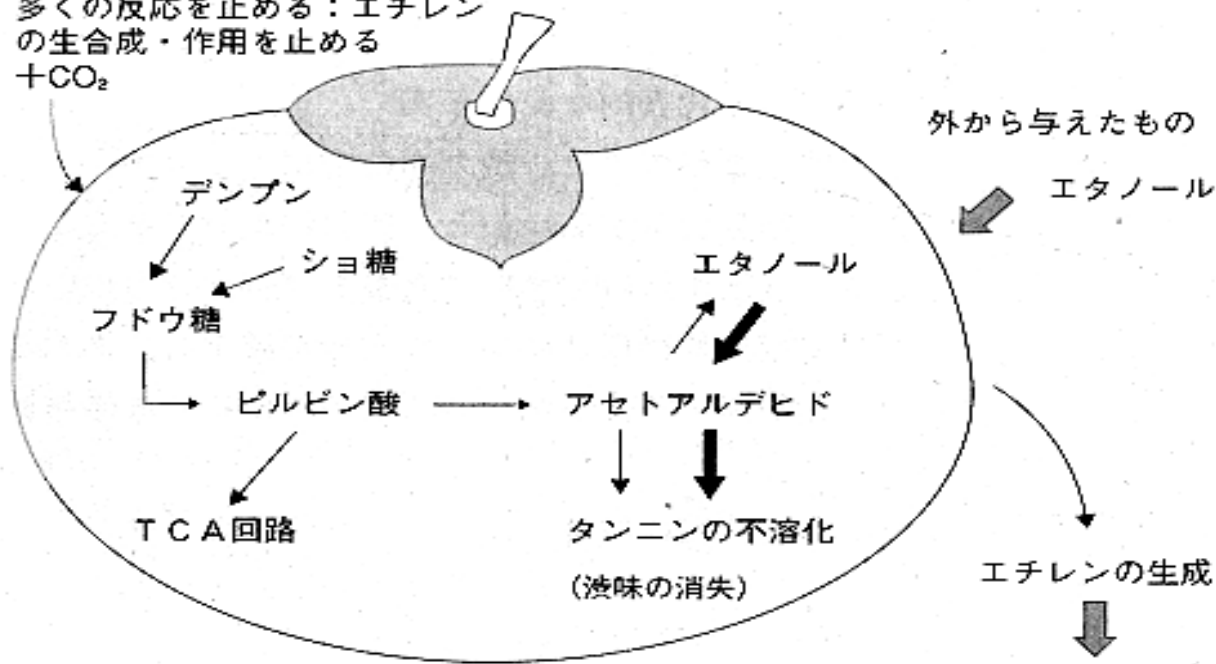 多くの反応を止める：エチレン
の生合成・作用を止める
＋CO₂
外から与えたもの
エタノール
デンプン
ショ糖
エタノール
フドウ糖
ピルビン酸
アセトアルデヒド
ＴＣＡ回路
タンニンの不溶化
(渋味の消失)
エチレンの生成